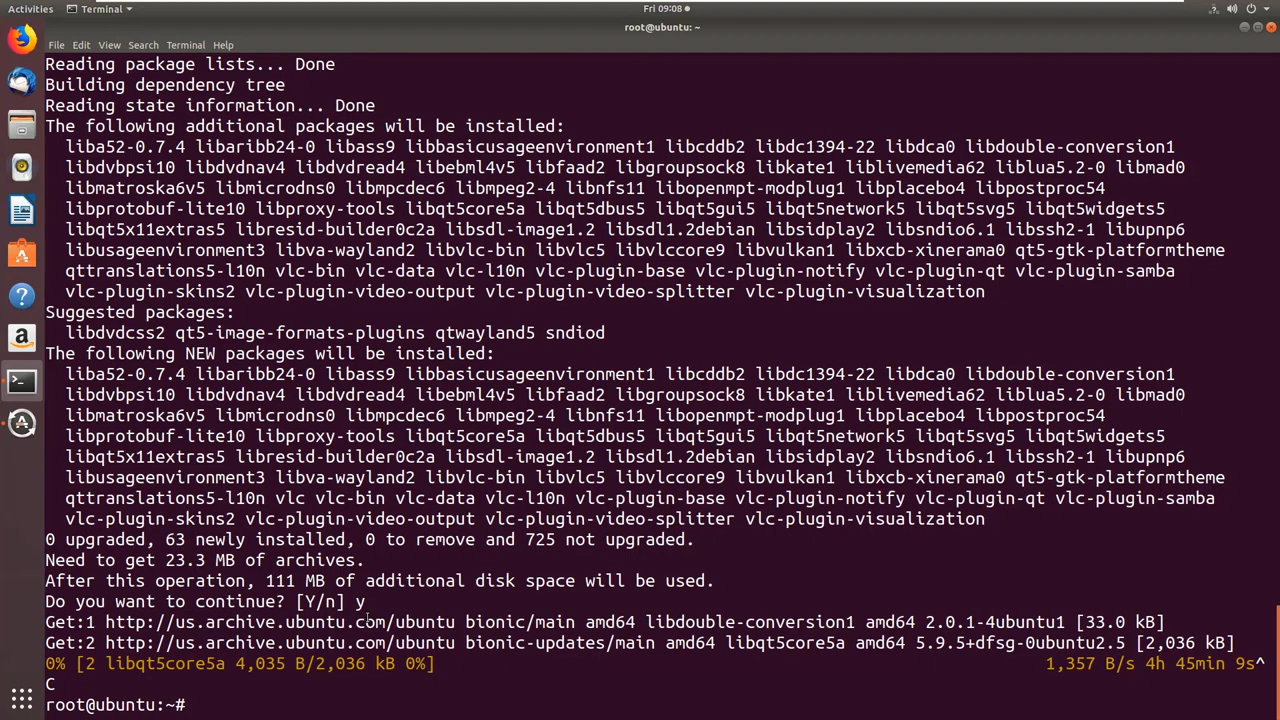 Activities
Terminal
Fri 09:08
root@ubuntu: ~
File Edit View Search Terminal Help
Reading package lists... Done
Building dependency tree
Reading state information... Done
The following additional packages will be installed:
liba52-0.7.4 libaribb24-0 libass9 libbasicusageenvironment1 libcddb2 libdc1394-22 libdca0 libdouble-conversion1
libdvbpsi10 libdvdnav4 libdvdread4 libebml4v5 libfaad2 libgroupsock8 libkate1 liblivemedia62 liblua5.2-0 libmad0
libmatroska6v5 libmicrodns0 libmpcdec6 libmpeg2-4 libnfs11 libopenmpt-modplug1 libplacebo4 libpostproc54
libprotobuf-lite10 libproxy-tools libqt5core5a libqt5dbus5 libqt5gui5 libqt5network5 libqt5svg5 libqt5widgets5
libqt5x11extras5 libresid-builder0c2a libsdl-image1.2 libsdl1.2debian libsidplay2 libsndio6.1 libssh2-1 libupnp6
libusageenvironment3 libva-wayland2 libvlc-bin libvlc5 libvlccore9 libvulkan1 libxcb-xinerama0 qt5-gtk-platformtheme
qttranslations5-l10n vlc-bin vlc-data vlc-l10n vlc-plugin-base vlc-plugin-notify vlc-plugin-qt vlc-plugin-samba
vlc-plugin-skins2 vlc-plugin-video-output vlc-plugin-video-splitter vlc-plugin-visualization
Suggested packages:
libdvdcss2 qt5-image-formats-plugins qtwayland5 sndiod
The following NEW packages will be installed:
liba52-0.7.4 libaribb24-0 libass9 libbasicusageenvironment1 libcddb2 libdc1394-22 libdca0 libdouble-conversion1
libdvbpsi10 libdvdnav4 libdvdread4 libebml4v5 libfaad2 libgroupsock8 libkate1 liblivemedia62 liblua5.2-0 libmad0
libmatroska6v5 libmicrodns0 libmpcdec6 libmpeg2-4 libnfs11 libopenmpt-modplug1 libplacebo4 libpostproc54
libprotobuf-lite10 libproxy-tools libqt5core5a libqt5dbus5 libqt5gui5 libqt5network5 libqt5svg5 libqt5widgets5
libqt5x11extras5 libresid-builder0c2a libsdl-image1.2 libsdl1.2debian libsidplay2 libsndio6.1 libssh2-1 libupnp6
libusageenvironment3 libva-wayland2 libvlc-bin libvlc5 libvlccore9 libvulkan1 libxcb-xinerama0 qt5-gtk-platformtheme
qttranslations5-l10n vlc vlc-bin vlc-data vlc-l10n vlc-plugin-base vlc-plugin-notify vlc-plugin-qt vlc-plugin-samba
vlc-plugin-skins2 vlc-plugin-video-output vlc-plugin-video-splitter vlc-plugin-visualization
0 upgraded, 63 newly installed, 0 to remove and 725 not upgraded.
Need to get 23.3 MB of archives.
After this operation, 111 MB of additional disk space will be used.
Do you want to continue? [Y/n] y
Get:1 http://us.archive.ubuntu.com/ubuntu bionic/main amd64 libdouble-conversion1 amd64 2.0.1-4ubuntu1 [33.0 kB]
Get:2 http://us.archive.ubuntu.com/ubuntu bionic-updates/main amd64 libqt5core5a amd64 5.9.5+dfsg-0ubuntu2.5 [2,036 kB]
0% [2 libqt5core5a 4,035 B/2,036 kB 0%] 1,357 B/s 4h 45min 9s^
C
root@ubuntu:~#